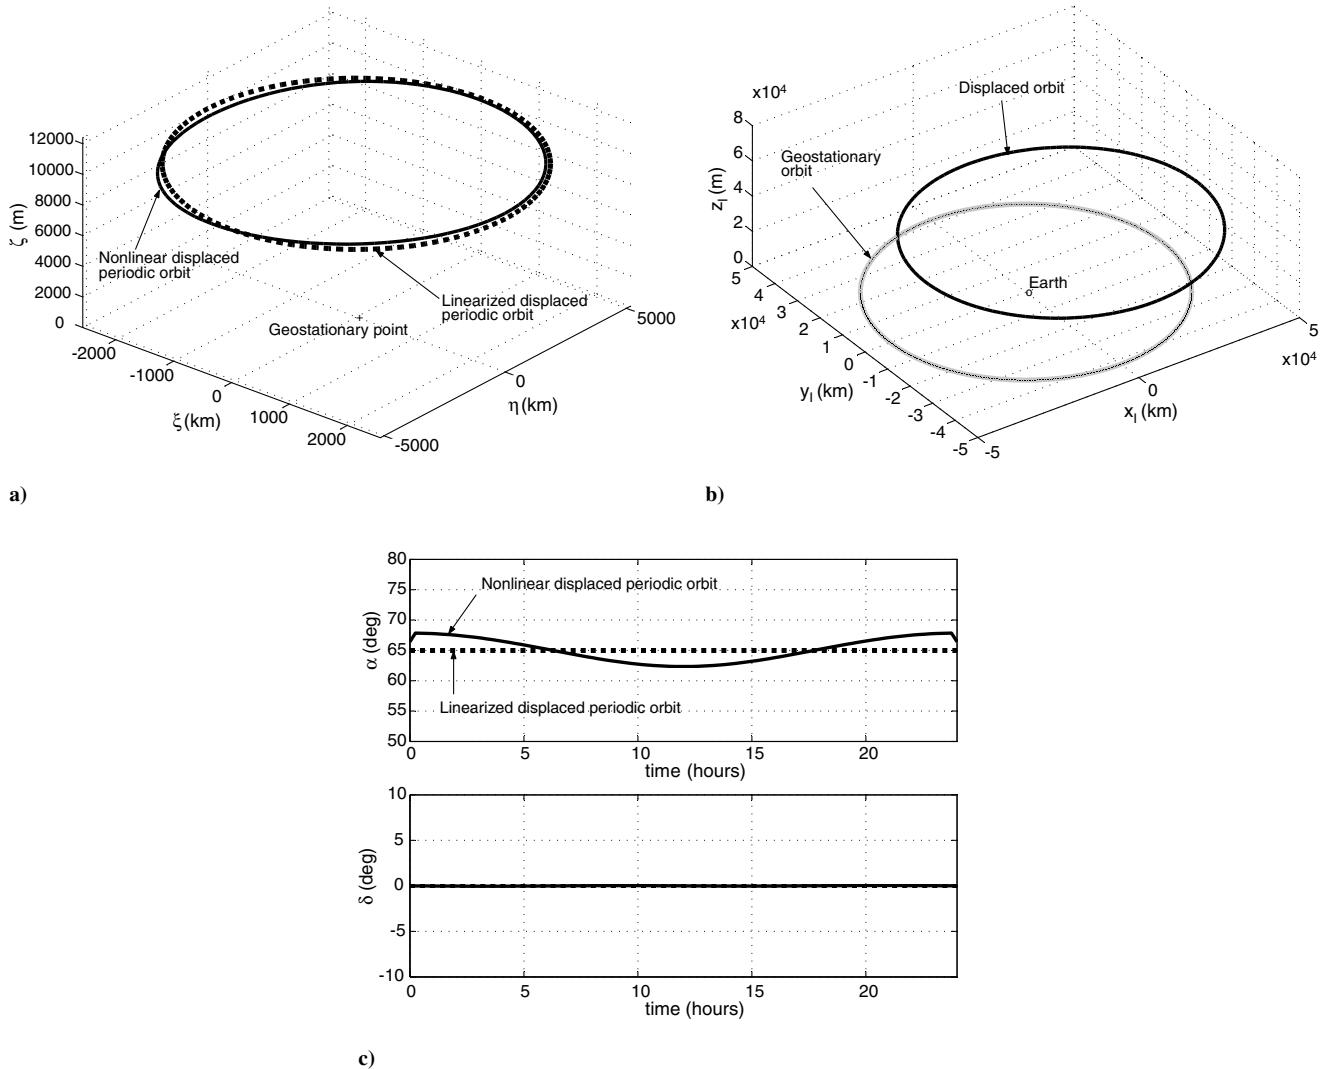 12000
10000
8000
6000
4000
2000
0
ζ (m)
Nonlinear displaced
periodic orbit
Linearized displaced
periodic orbit
Geostationary point
-2000
-1000
0
1000
2000
ξ (km)
5000
0
-5000
η (km)
a)
x10⁴
8
6
4
2
0
z_I (m)
Displaced orbit
Geostationary
orbit
Earth
5
4
3
2
1
0
-1
-2
-3
-4
-5
x10⁴
y_I (km)
-5
0
5
x10⁴
x_I (km)
b)
80
75
70
65
60
55
50
α (deg)
Nonlinear displaced periodic orbit
Linearized displaced periodic orbit
0 5 10 15 20
time (hours)
10
5
0
-5
-10
δ (deg)
0 5 10 15 20
time (hours)
c)